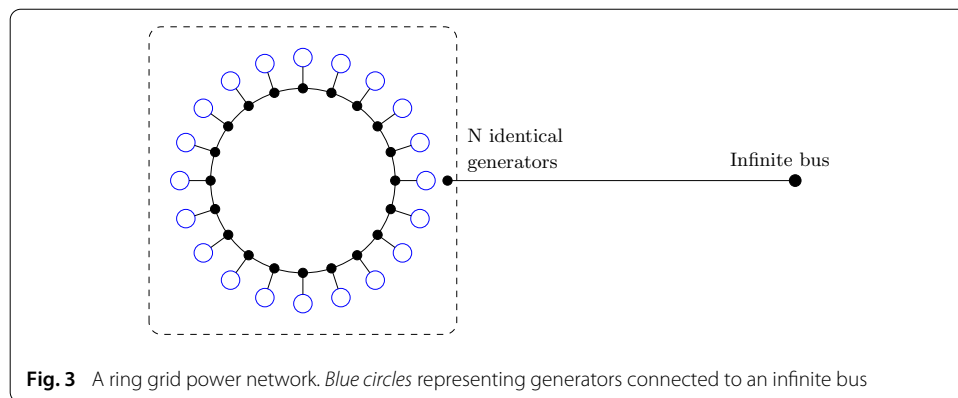 N identical
generators
Infinite bus
Fig. 3 A ring grid power network. Blue circles representing generators connected to an infinite bus